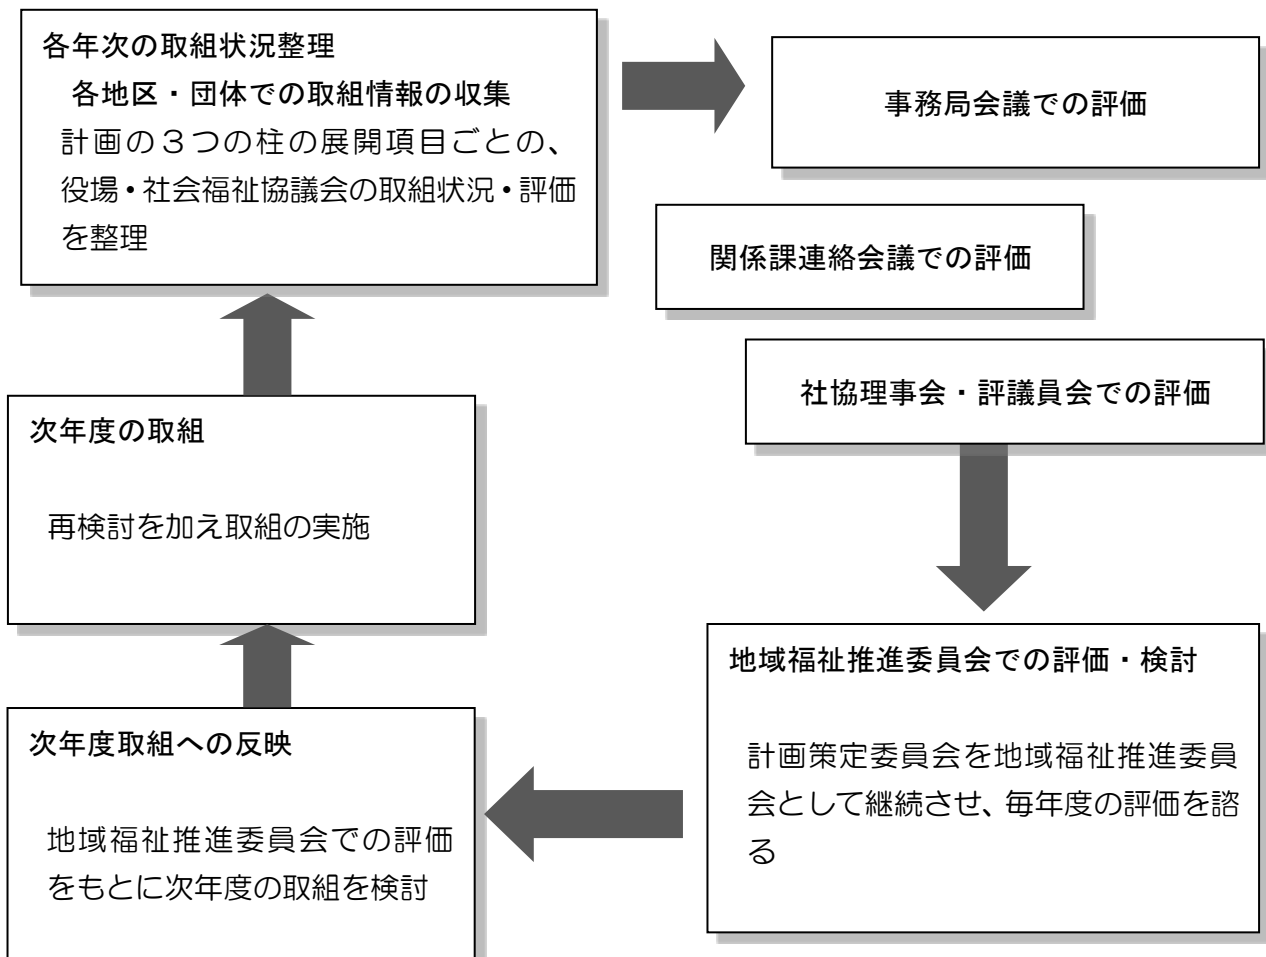 各年次の取組状況整理
各地区・団体での取組情報の収集
計画の３つの柱の展開項目ごとの、
役場・社会福祉協議会の取組状況・評価
を整理
事務局会議での評価
関係課連絡会議での評価
社協理事会・評議員会での評価
地域福祉推進委員会での評価・検討
計画策定委員会を地域福祉推進委員
会として継続させ、毎年度の評価を諮
る
次年度取組への反映
地域福祉推進委員会での評価
をもとに次年度の取組を検討
次年度の取組
再検討を加え取組の実施